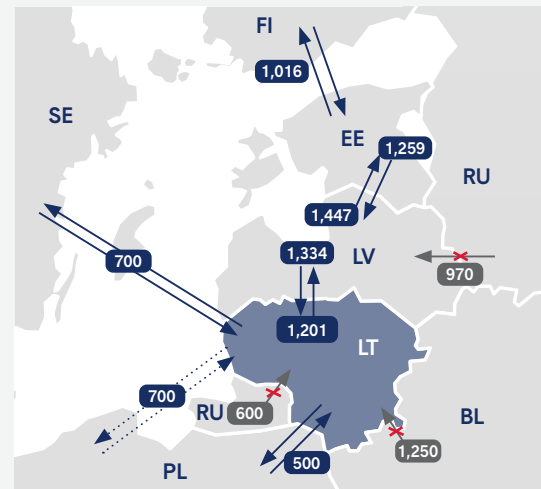 FI
1,016
SE
EE
1,259
RU
1,447
1,334
LV
700
970
1,201
LT
700
RU
600
BL
1,250
500
PL